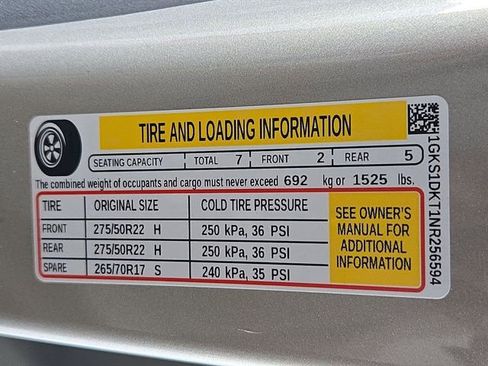 TIRE AND LOADING INFORMATION
SEATING CAPACITY TOTAL 7 FRONT 2 REAR 5
The combined weight of occupants and cargo must never exceed 692 kg or 1525 lbs.
TIRE ORIGINAL SIZE COLD TIRE PRESSURE
FRONT 275/50R22 H 250 kPa, 36 PSI
REAR 275/50R22 H 250 kPa, 36 PSI
SPARE 265/70R17 S 240 kPa, 35 PSI
SEE OWNER'S
MANUAL FOR
ADDITIONAL
INFORMATION
1GKS1DKT1NR256594